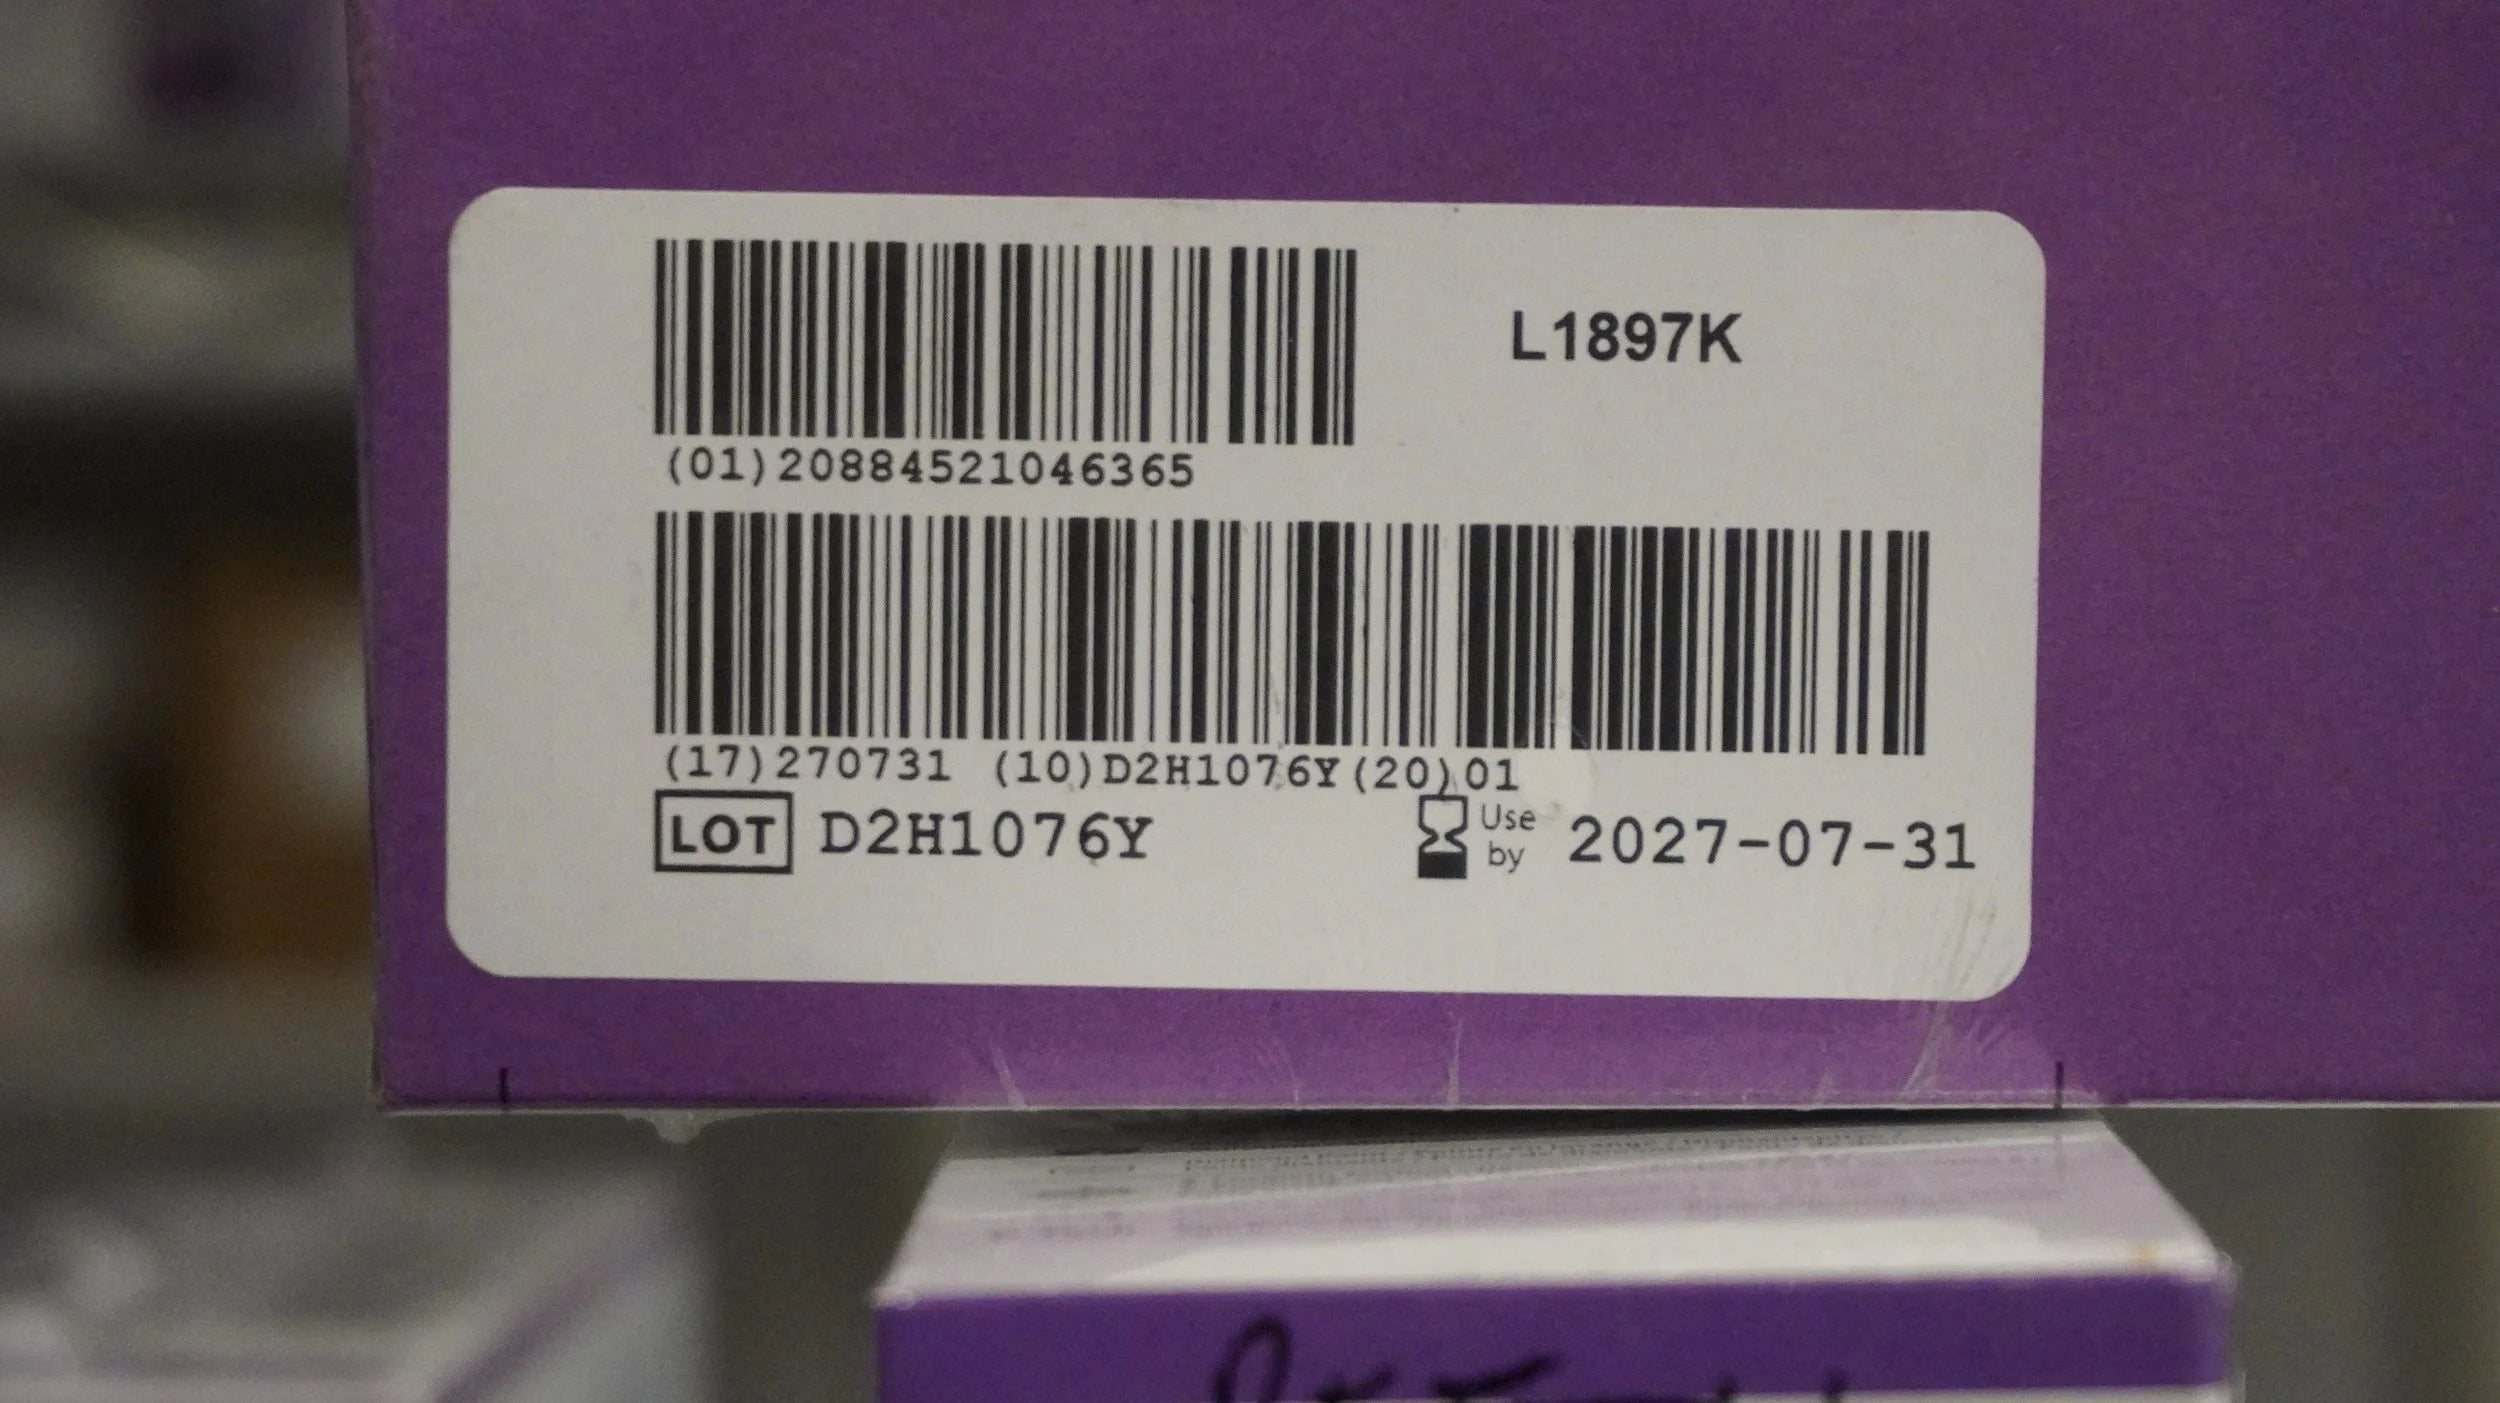 L1897K
(01)20884521046365
(17)270731 (10)D2H1076Y(20)01
LOT D2H1076Y
Use by 2027-07-31